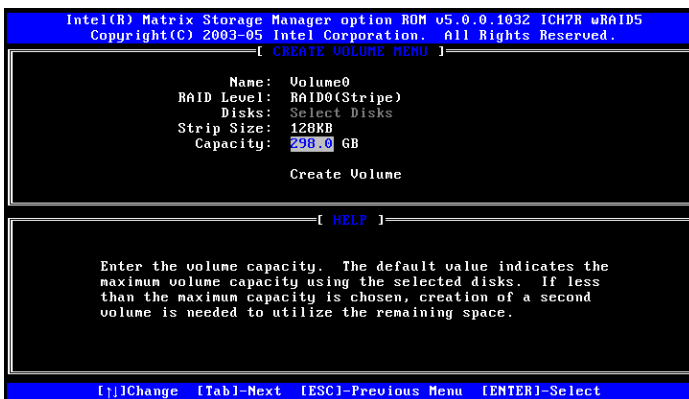 Intel(R) Matrix Storage Manager option ROM v5.0.0.1032 ICH7R wRAID5
Copyright(C) 2003-05 Intel Corporation. All Rights Reserved.
[ CREATE VOLUME MENU ]
Name: Volume0
RAID Level: RAID0(Stripe)
Disks: Select Disks
Strip Size: 128KB
Capacity: 298.0 GB
Create Volume
[ HELP ]
Enter the volume capacity. The default value indicates the
maximum volume capacity using the selected disks. If less
than the maximum capacity is chosen, creation of a second
volume is needed to utilize the remaining space.
[↑↓]Change [Tab]-Next [ESC]-Previous Menu [ENTER]-Select